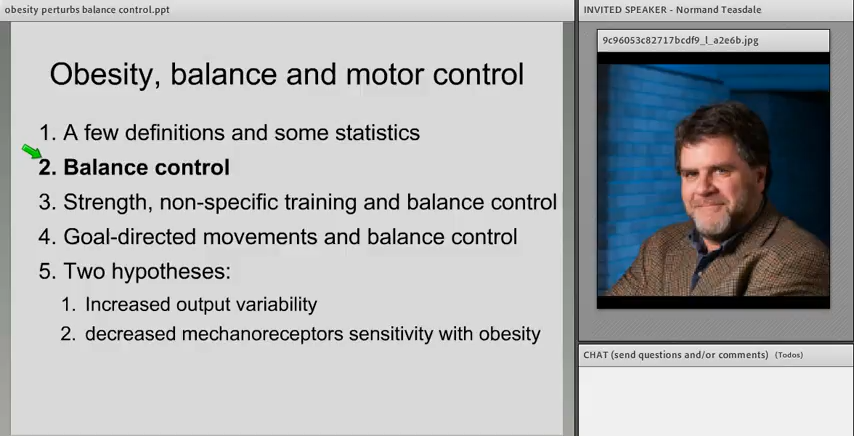 obesity perturbs balance control.ppt
Obesity, balance and motor control
1. A few definitions and some statistics
2. Balance control
3. Strength, non-specific training and balance control
4. Goal-directed movements and balance control
5. Two hypotheses:
1. Increased output variability
2. decreased mechanoreceptors sensitivity with obesity
INVITED SPEAKER - Normand Teasdale
9c96053c82717bcdf9_l_a2e6b.jpg
CHAT (send questions and/or comments) (Todos)